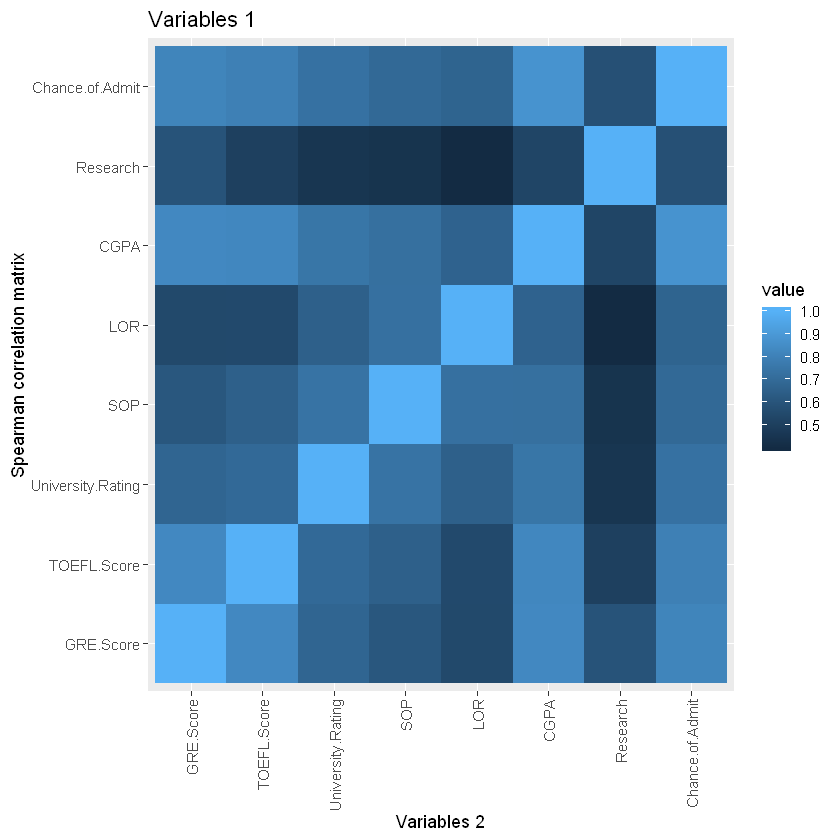 Variables 1
Spearman correlation matrix
Chance.of.Admit
Research
CGPA
LOR
SOP
University.Rating
TOEFL.Score
GRE.Score
GRE.Score
TOEFL.Score
University.Rating
SOP
LOR
CGPA
Research
Chance.of.Admit
Variables 2
value
1.0
0.9
0.8
0.7
0.6
0.5